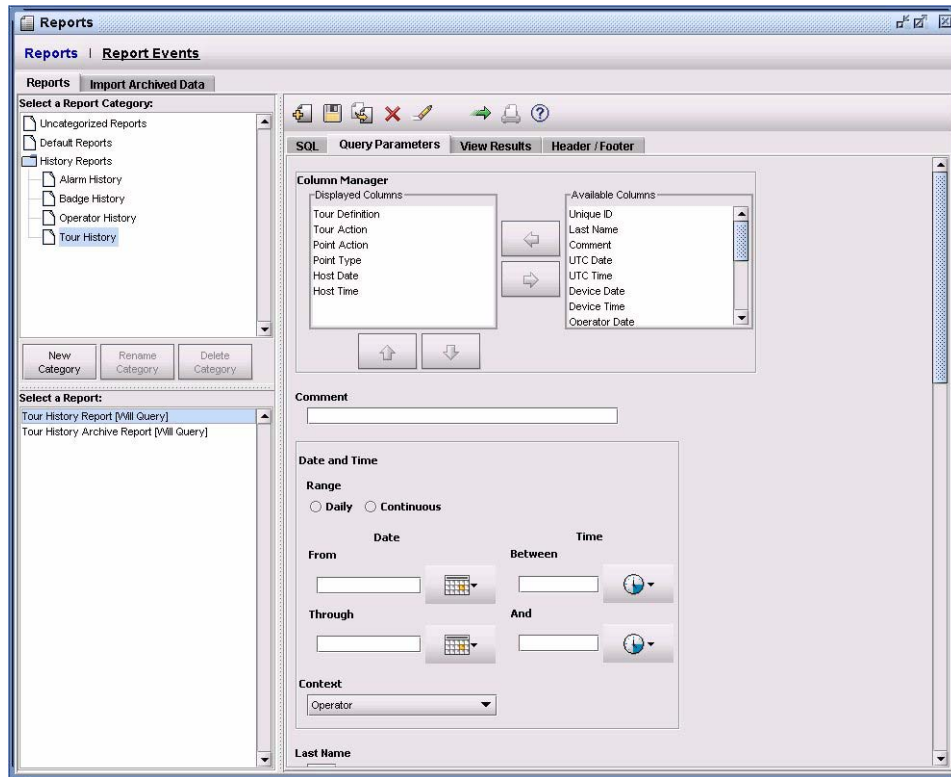 Reports
Reports | Report Events
Reports Import Archived Data
Select a Report Category:
Uncategorized Reports
Default Reports
History Reports
Alarm History
Badge History
Operator History
Tour History
New Category
Rename Category
Delete Category
Select a Report:
Tour History Report [Will Query]
Tour History Archive Report [Will Query]
SQL Query Parameters View Results Header / Footer
Column Manager
Displayed Columns
Tour Definition
Tour Action
Point Action
Point Type
Host Date
Host Time
Available Columns
Unique ID
Last Name
Comment
UTC Date
UTC Time
Device Date
Device Time
Operator Date
Comment
Date and Time
Range
Daily Continuous
Date Time
From Between
Through And
Context
Operator
Last Name